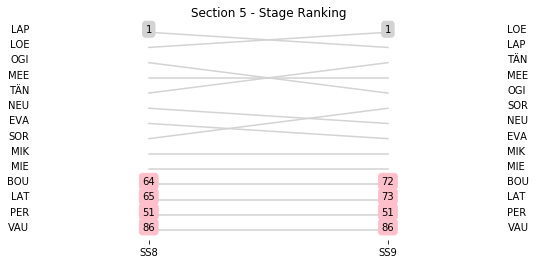 Section 5 - Stage Ranking
LAP 1 1 LOE
LOE LAP
OGI TÄN
MEE MEE
TÄN OGI
NEU SOR
EVA NEU
SOR EVA
MIK MIK
MIE MIE
BOU 64 72 BOU
LAT 65 73 LAT
PER 51 51 PER
VAU 86 86 VAU
SS8 SS9